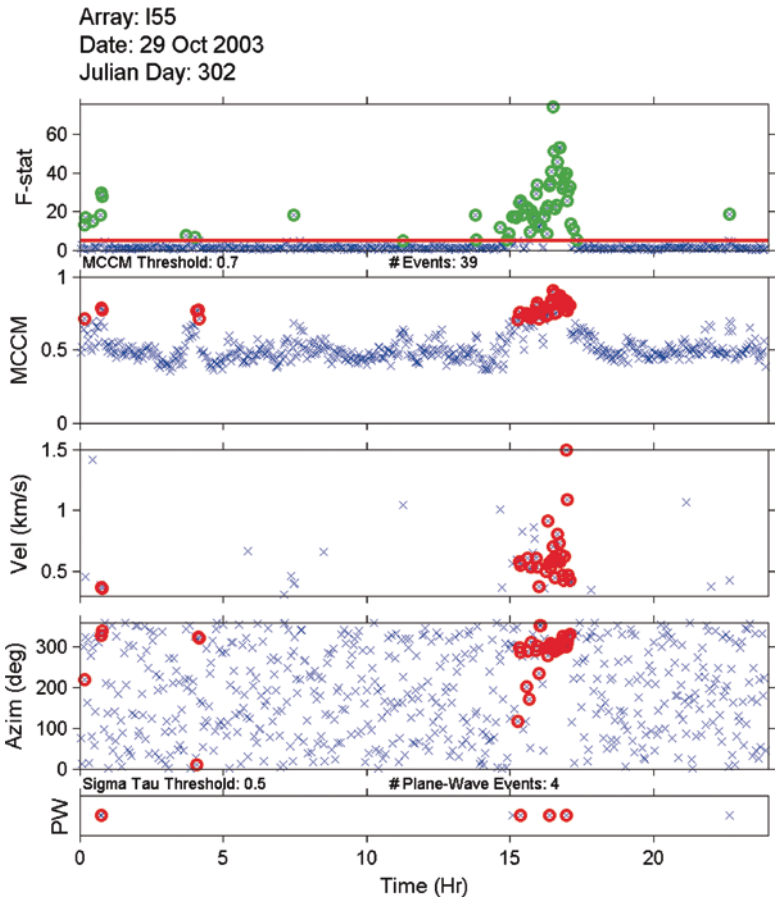 Array: I55
Date: 29 Oct 2003
Julian Day: 302
F-stat
60
40
20
0
MCCM Threshold: 0.7 # Events: 39
MCCM
1
0.5
0
Vel (km/s)
1.5
1
0.5
Azim (deg)
300
200
100
0
Sigma Tau Threshold: 0.5 # Plane-Wave Events: 4
PW
0 5 10 15 20
Time (Hr)